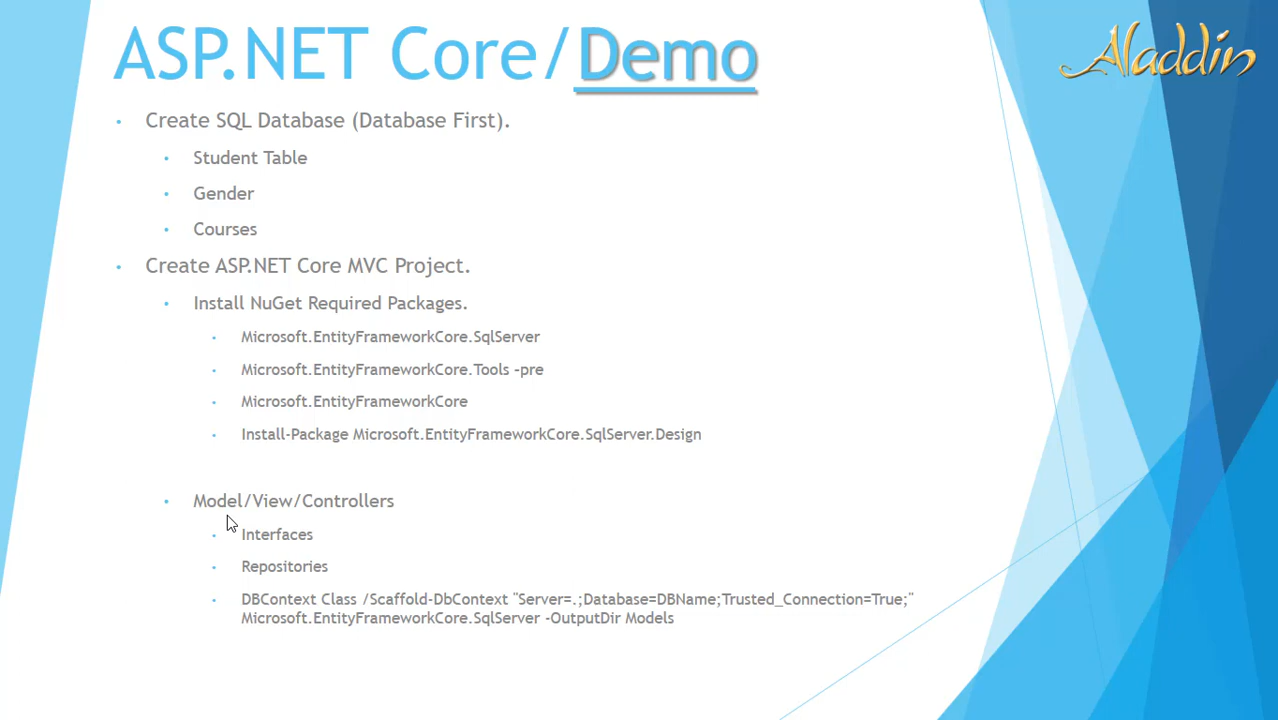 ASP.NET Core/Demo
Aladdin
• Create SQL Database (Database First).
• Student Table
• Gender
• Courses
• Create ASP.NET Core MVC Project.
• Install NuGet Required Packages.
• Microsoft.EntityFrameworkCore.SqlServer
• Microsoft.EntityFrameworkCore.Tools –pre
• Microsoft.EntityFrameworkCore
• Install-Package Microsoft.EntityFrameworkCore.SqlServer.Design
• Model/View/Controllers
• Interfaces
• Repositories
• DBContext Class /Scaffold-DbContext "Server=.;Database=DBName;Trusted_Connection=True;"
Microsoft.EntityFrameworkCore.SqlServer -OutputDir Models